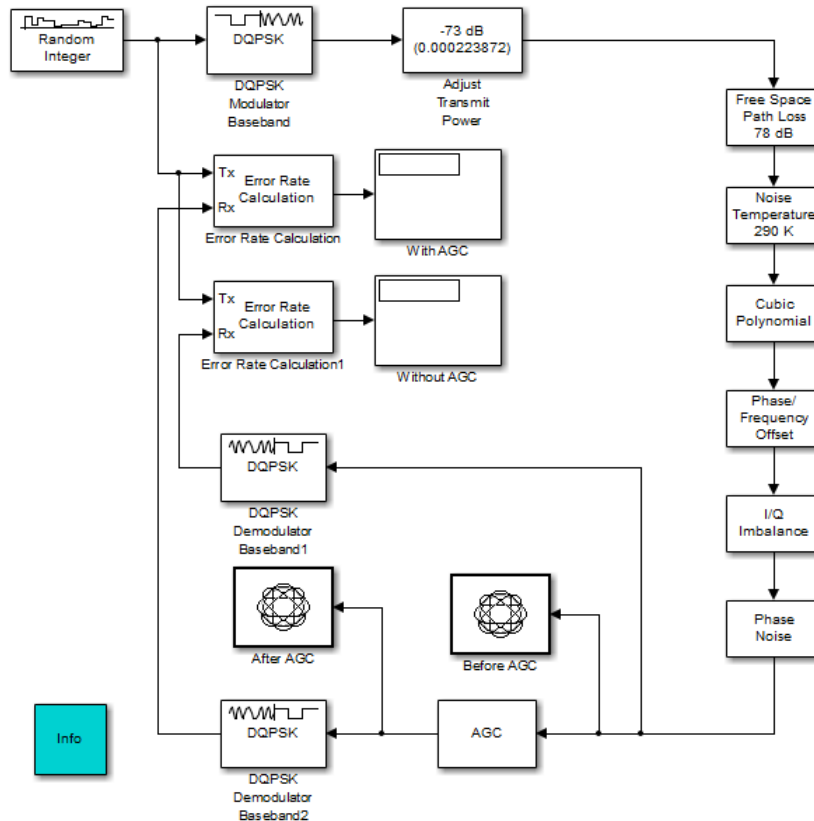 Random
Integer
DQPSK
DQPSK
Modulator
Baseband
-73 dB
(0.000223872)
Adjust
Transmit
Power
Free Space
Path Loss
78 dB
Tx
Rx
Error Rate
Calculation
Error Rate Calculation
With AGC
Noise
Temperature
290 K
Tx
Rx
Error Rate
Calculation
Error Rate Calculation1
Without AGC
Cubic
Polynomial
Phase/
Frequency
Offset
DQPSK
DQPSK
Demodulator
Baseband1
I/Q
Imbalance
After AGC
Before AGC
Phase
Noise
Info
DQPSK
DQPSK
Demodulator
Baseband2
AGC